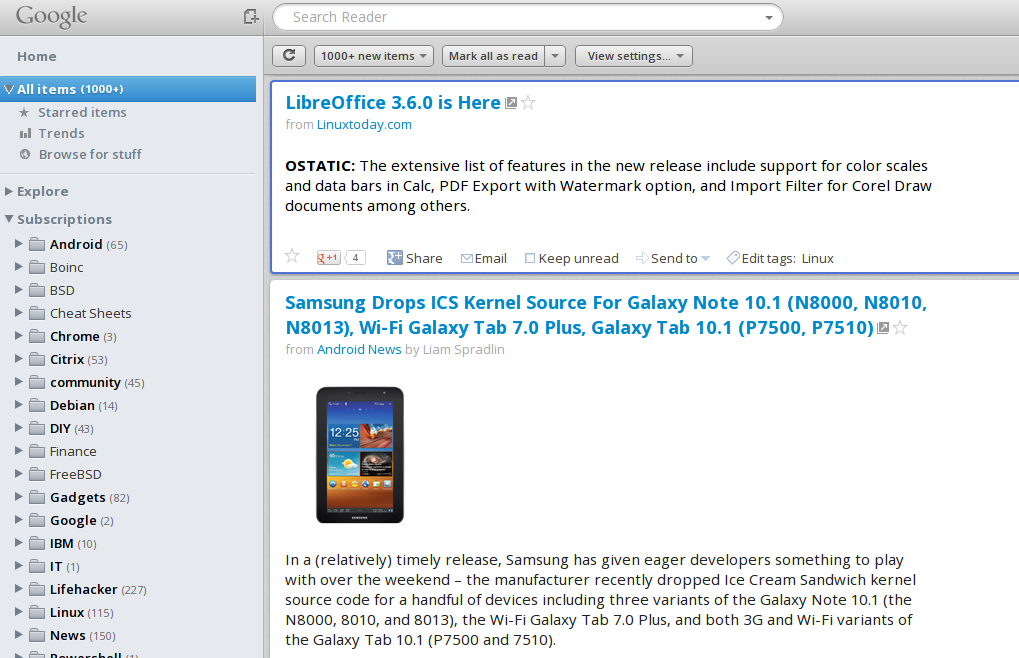 Google
Search Reader
Home
All items (1000+)
Starred items
Trends
Browse for stuff
Explore
Subscriptions
Android (65)
Boinc
BSD
Cheat Sheets
Chrome (3)
Citrix (53)
community (45)
Debian (14)
DIY (43)
Finance
FreeBSD
Gadgets (82)
Google (2)
IBM (10)
IT (1)
Lifehacker (227)
Linux (115)
News (150)
Powershell (1)
1000+ new items
Mark all as read
View settings...
LibreOffice 3.6.0 is Here
from Linuxtoday.com
OSTATIC: The extensive list of features in the new release include support for color scales
and data bars in Calc, PDF Export with Watermark option, and Import Filter for Corel Draw
documents among others.
g +1 4 g+ Share Email Keep unread Send to Edit tags: Linux
Samsung Drops ICS Kernel Source For Galaxy Note 10.1 (N8000, N8010,
N8013), Wi-Fi Galaxy Tab 7.0 Plus, Galaxy Tab 10.1 (P7500, P7510)
from Android News by Liam Spradlin
12:25
SAMSUNG
In a (relatively) timely release, Samsung has given eager developers something to play
with over the weekend – the manufacturer recently dropped Ice Cream Sandwich kernel
source code for a handful of devices including three variants of the Galaxy Note 10.1 (the
N8000, 8010, and 8013), the Wi-Fi Galaxy Tab 7.0 Plus, and both 3G and Wi-Fi variants of
the Galaxy Tab 10.1 (P7500 and 7510).